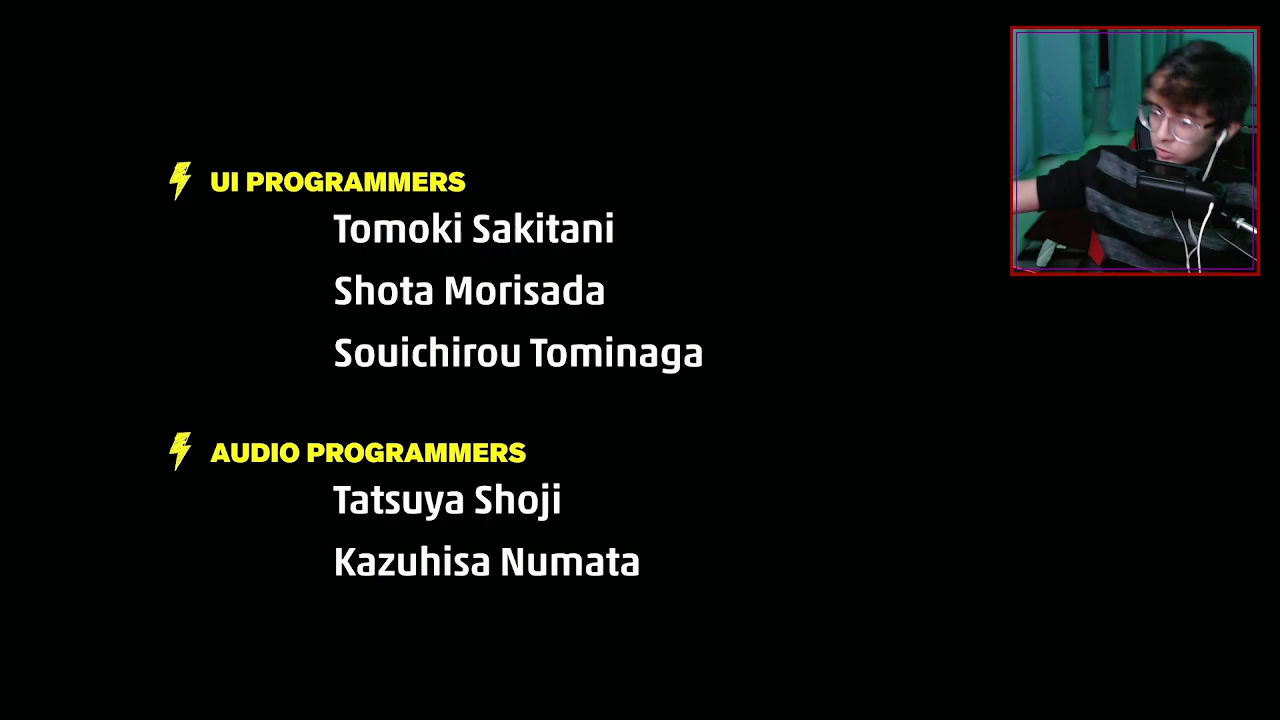 UI PROGRAMMERS
Tomoki Sakitani
Shota Morisada
Souichirou Tominaga
AUDIO PROGRAMMERS
Tatsuya Shoji
Kazuhisa Numata